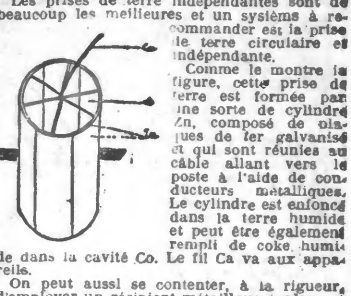 Les prises de terre indépendantes sont de
beaucoup les meilleures et un système à re-
commander est la prise
de terre circulaire et
indépendante.
Comme le montre la
figure, cette prise de
terre est formée par
une sorte de cylindre
Zn, composé de pla-
ques de fer galvanisé
et qui sont réunies au
câble allant vers le
poste à l'aide de con-
ducteurs métalliques.
Le cylindre est enfoncé
dans la terre humide
et peut être également
rempli de coke humi-
de dans la cavité Co. Le fil Ca va aux appa-
reils.
On peut aussi se contenter, à la rigueur,
d'employer un récipient